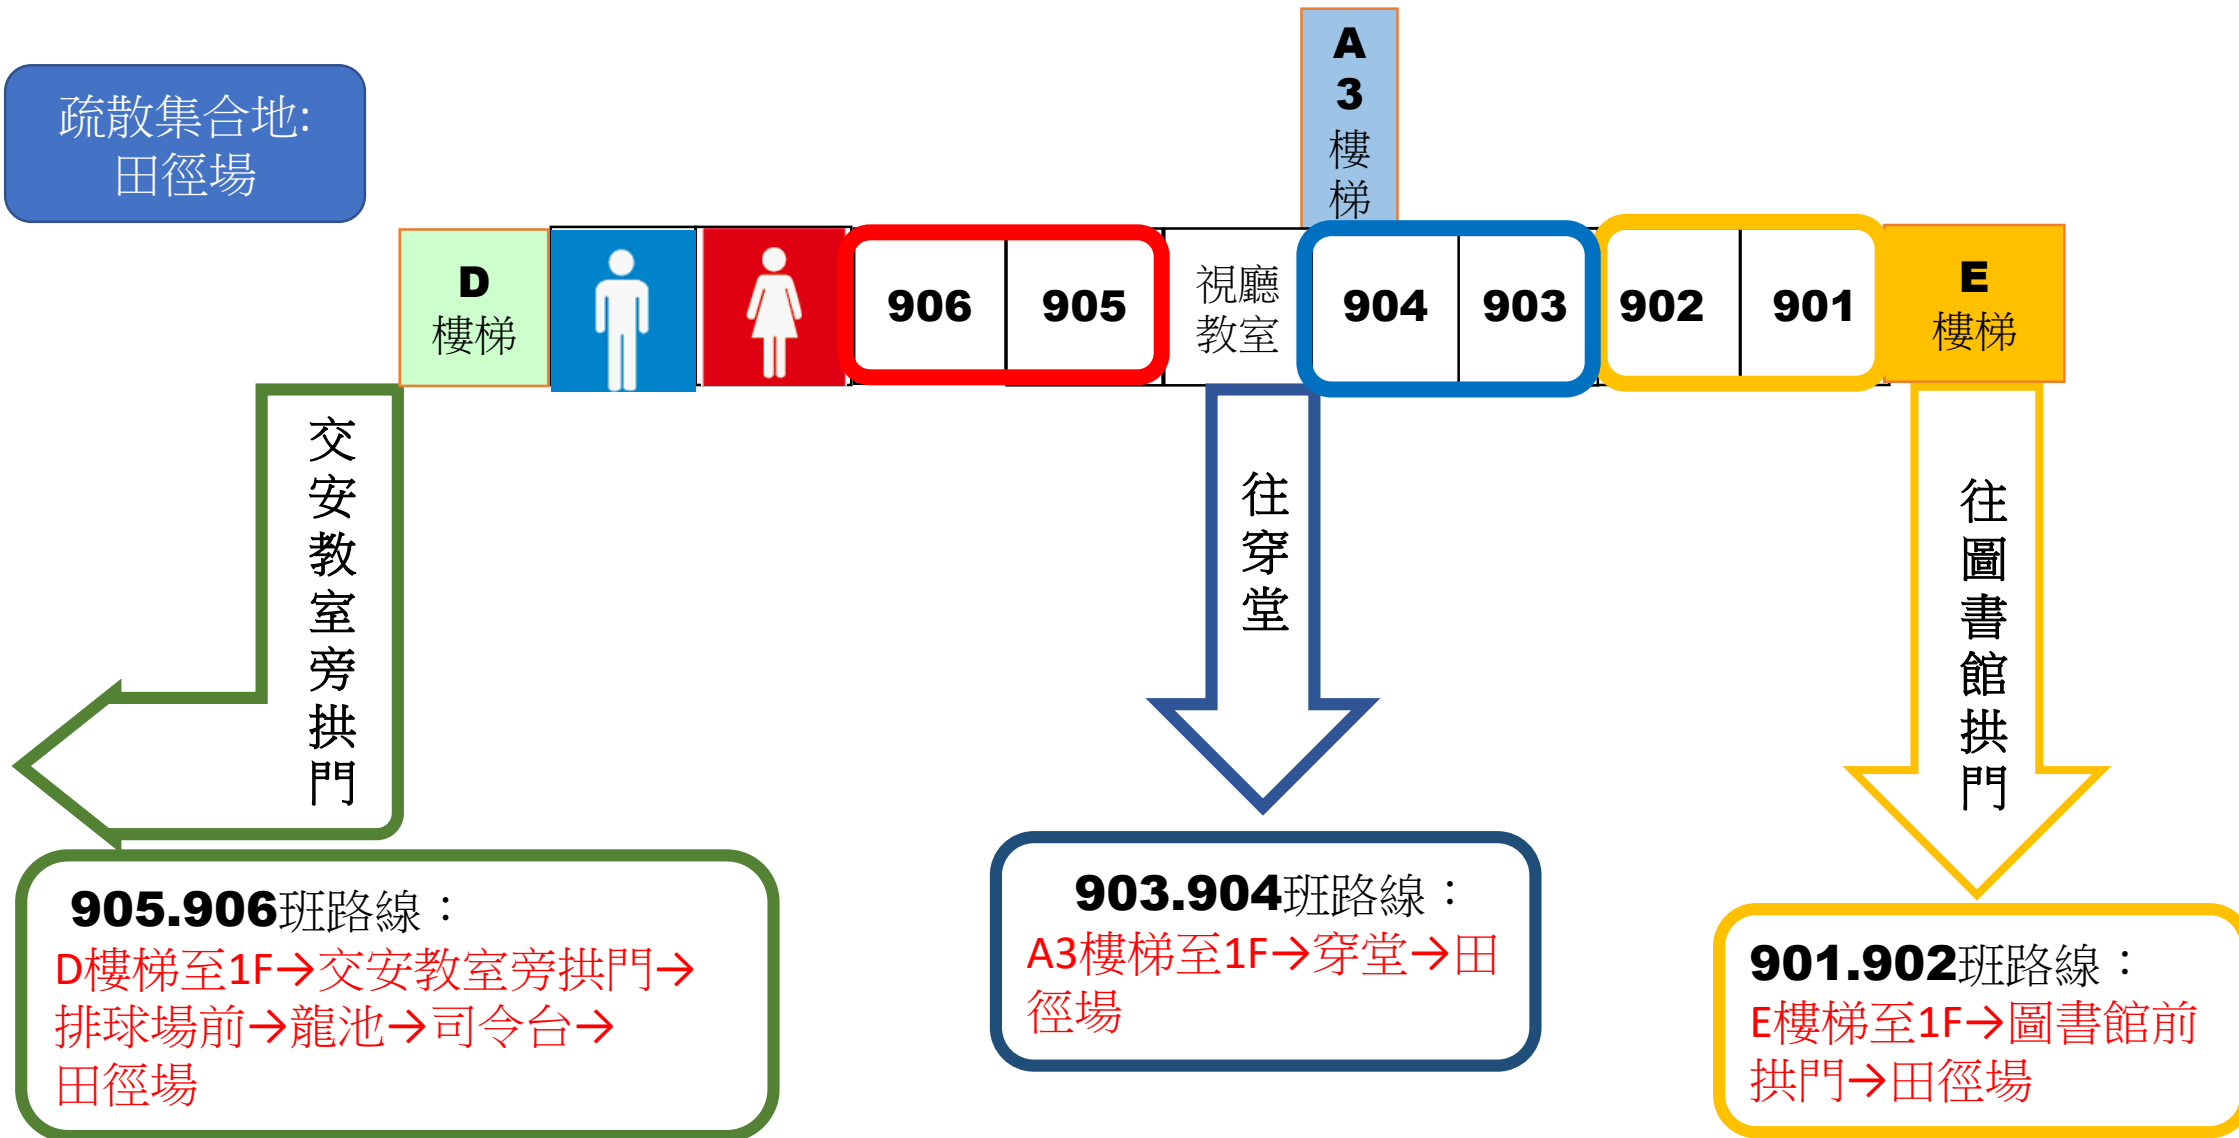 疏散集合地:
田徑場
A
3
樓
梯
D
樓梯
906
905
視廳
教室
904
903
902
901
E
樓梯
交安教室旁拱門
往穿堂
往圖書館拱門
905.906班路線：
D樓梯至1F→交安教室旁拱門→
排球場前→龍池→司令台→
田徑場
903.904班路線：
A3樓梯至1F→穿堂→田
徑場
901.902班路線：
E樓梯至1F→圖書館前
拱門→田徑場